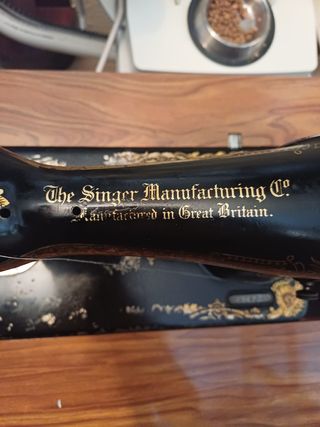 The Singer Manufacturing Co.
Manufactured in Great Britain.